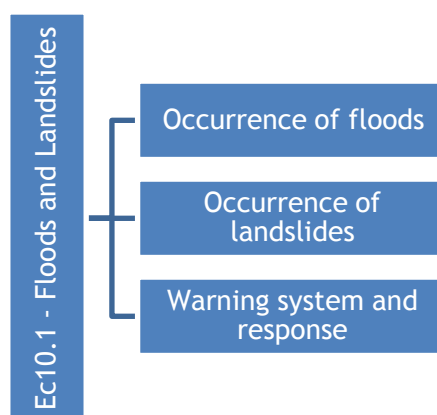 Ec10.1 - Floods and Landslides
Occurrence of floods
Occurrence of
landslides
Warning system and
response